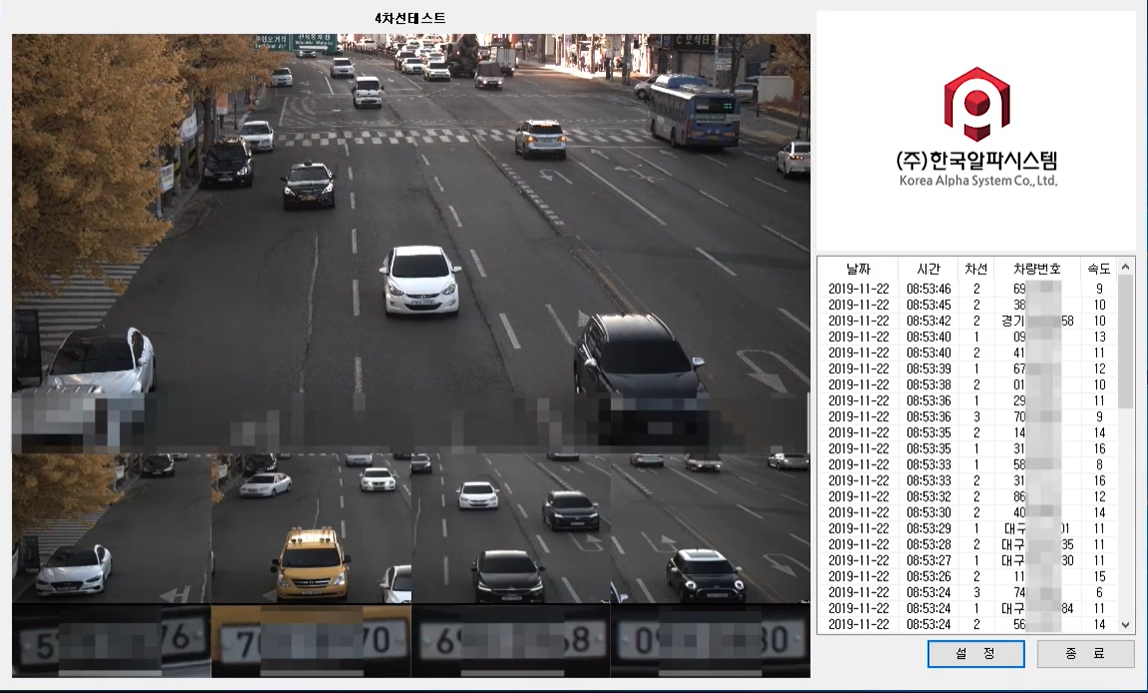 4차선테스트
(주)한국알파시스템
Korea Alpha System Co., Ltd.
날짜 시간 차선 차량번호 속도
2019-11-22 08:53:46 2 69 9
2019-11-22 08:53:45 2 38 10
2019-11-22 08:53:42 2 경기 58 10
2019-11-22 08:53:40 1 09 13
2019-11-22 08:53:40 2 41 11
2019-11-22 08:53:39 1 67 12
2019-11-22 08:53:38 2 01 10
2019-11-22 08:53:36 1 29 11
2019-11-22 08:53:36 3 70 9
2019-11-22 08:53:35 2 14 14
2019-11-22 08:53:35 1 31 16
2019-11-22 08:53:33 1 58 8
2019-11-22 08:53:33 2 31 16
2019-11-22 08:53:32 2 86 12
2019-11-22 08:53:30 2 40 14
2019-11-22 08:53:29 1 대구 01 11
2019-11-22 08:53:28 2 대구 35 11
2019-11-22 08:53:27 1 대구 30 11
2019-11-22 08:53:26 2 11 15
2019-11-22 08:53:24 3 74 6
2019-11-22 08:53:24 1 대구 84 11
2019-11-22 08:53:24 2 56 14
5 76 70 70 6 68 0 80
설 정 종 료